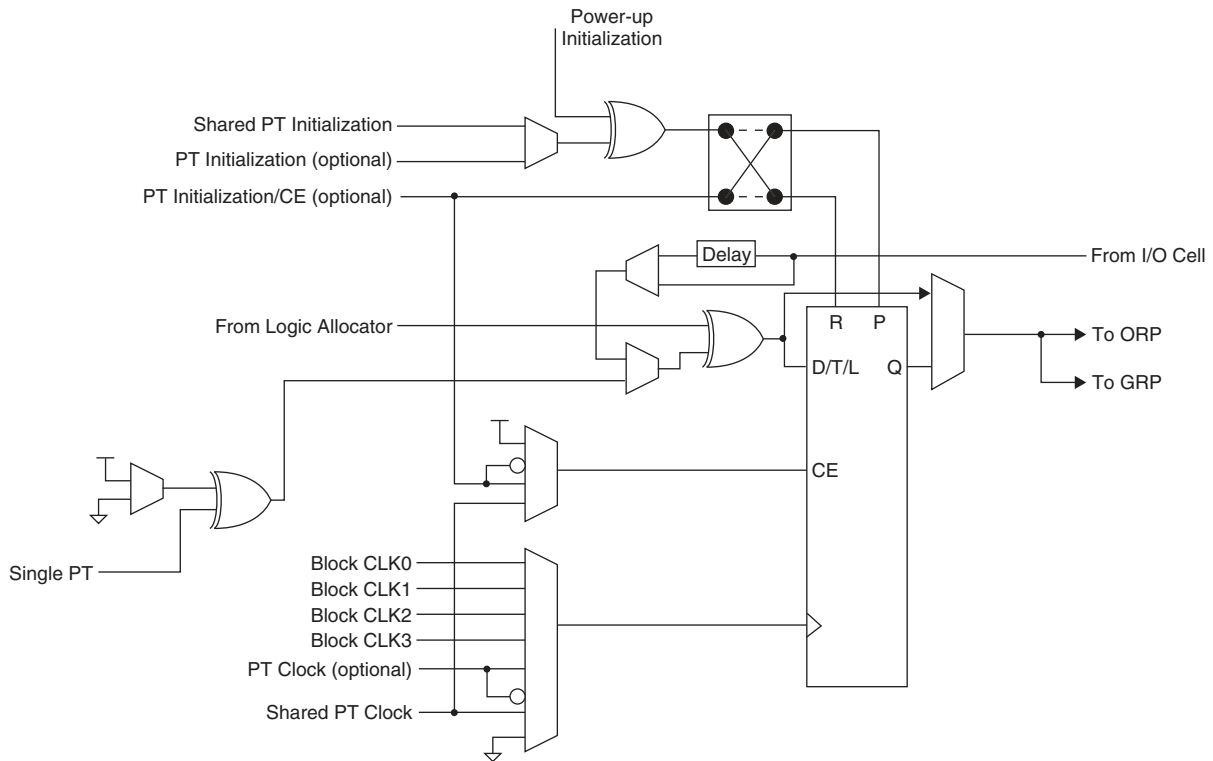 Power-up
Initialization
Shared PT Initialization
PT Initialization (optional)
PT Initialization/CE (optional)
Delay
From I/O Cell
From Logic Allocator
R
P
To ORP
D/T/L
Q
To GRP
CE
Single PT
Block CLK0
Block CLK1
Block CLK2
Block CLK3
PT Clock (optional)
Shared PT Clock